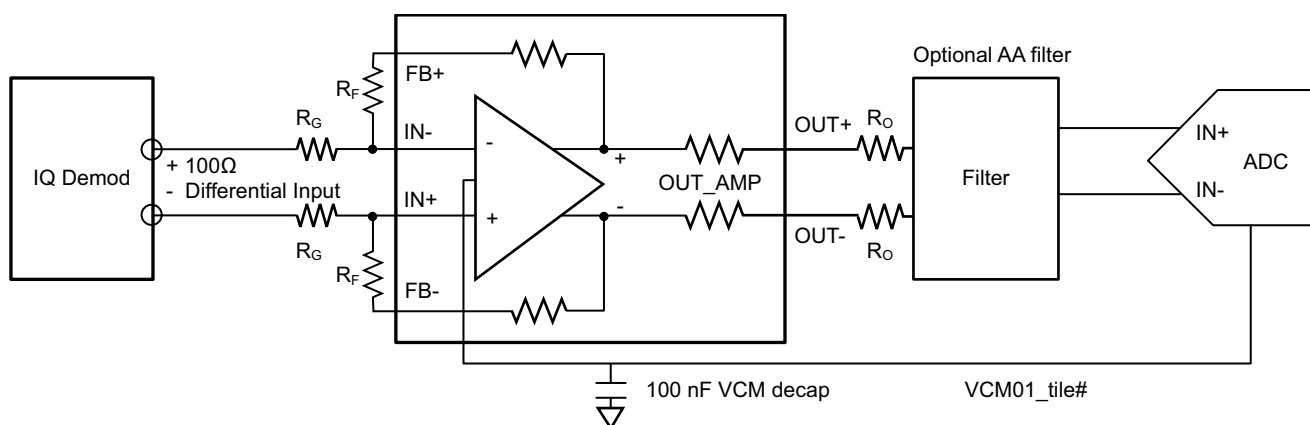 Optional AA filter
FB+
R_F
R_G
IN-
OUT+
R_O
IN+
IQ Demod
+ 100Ω
- Differential Input
-
+
OUT_AMP
Filter
ADC
IN-
IN+
+
-
R_G
OUT-
R_O
R_F
FB-
100 nF VCM decap
VCM01_tile#